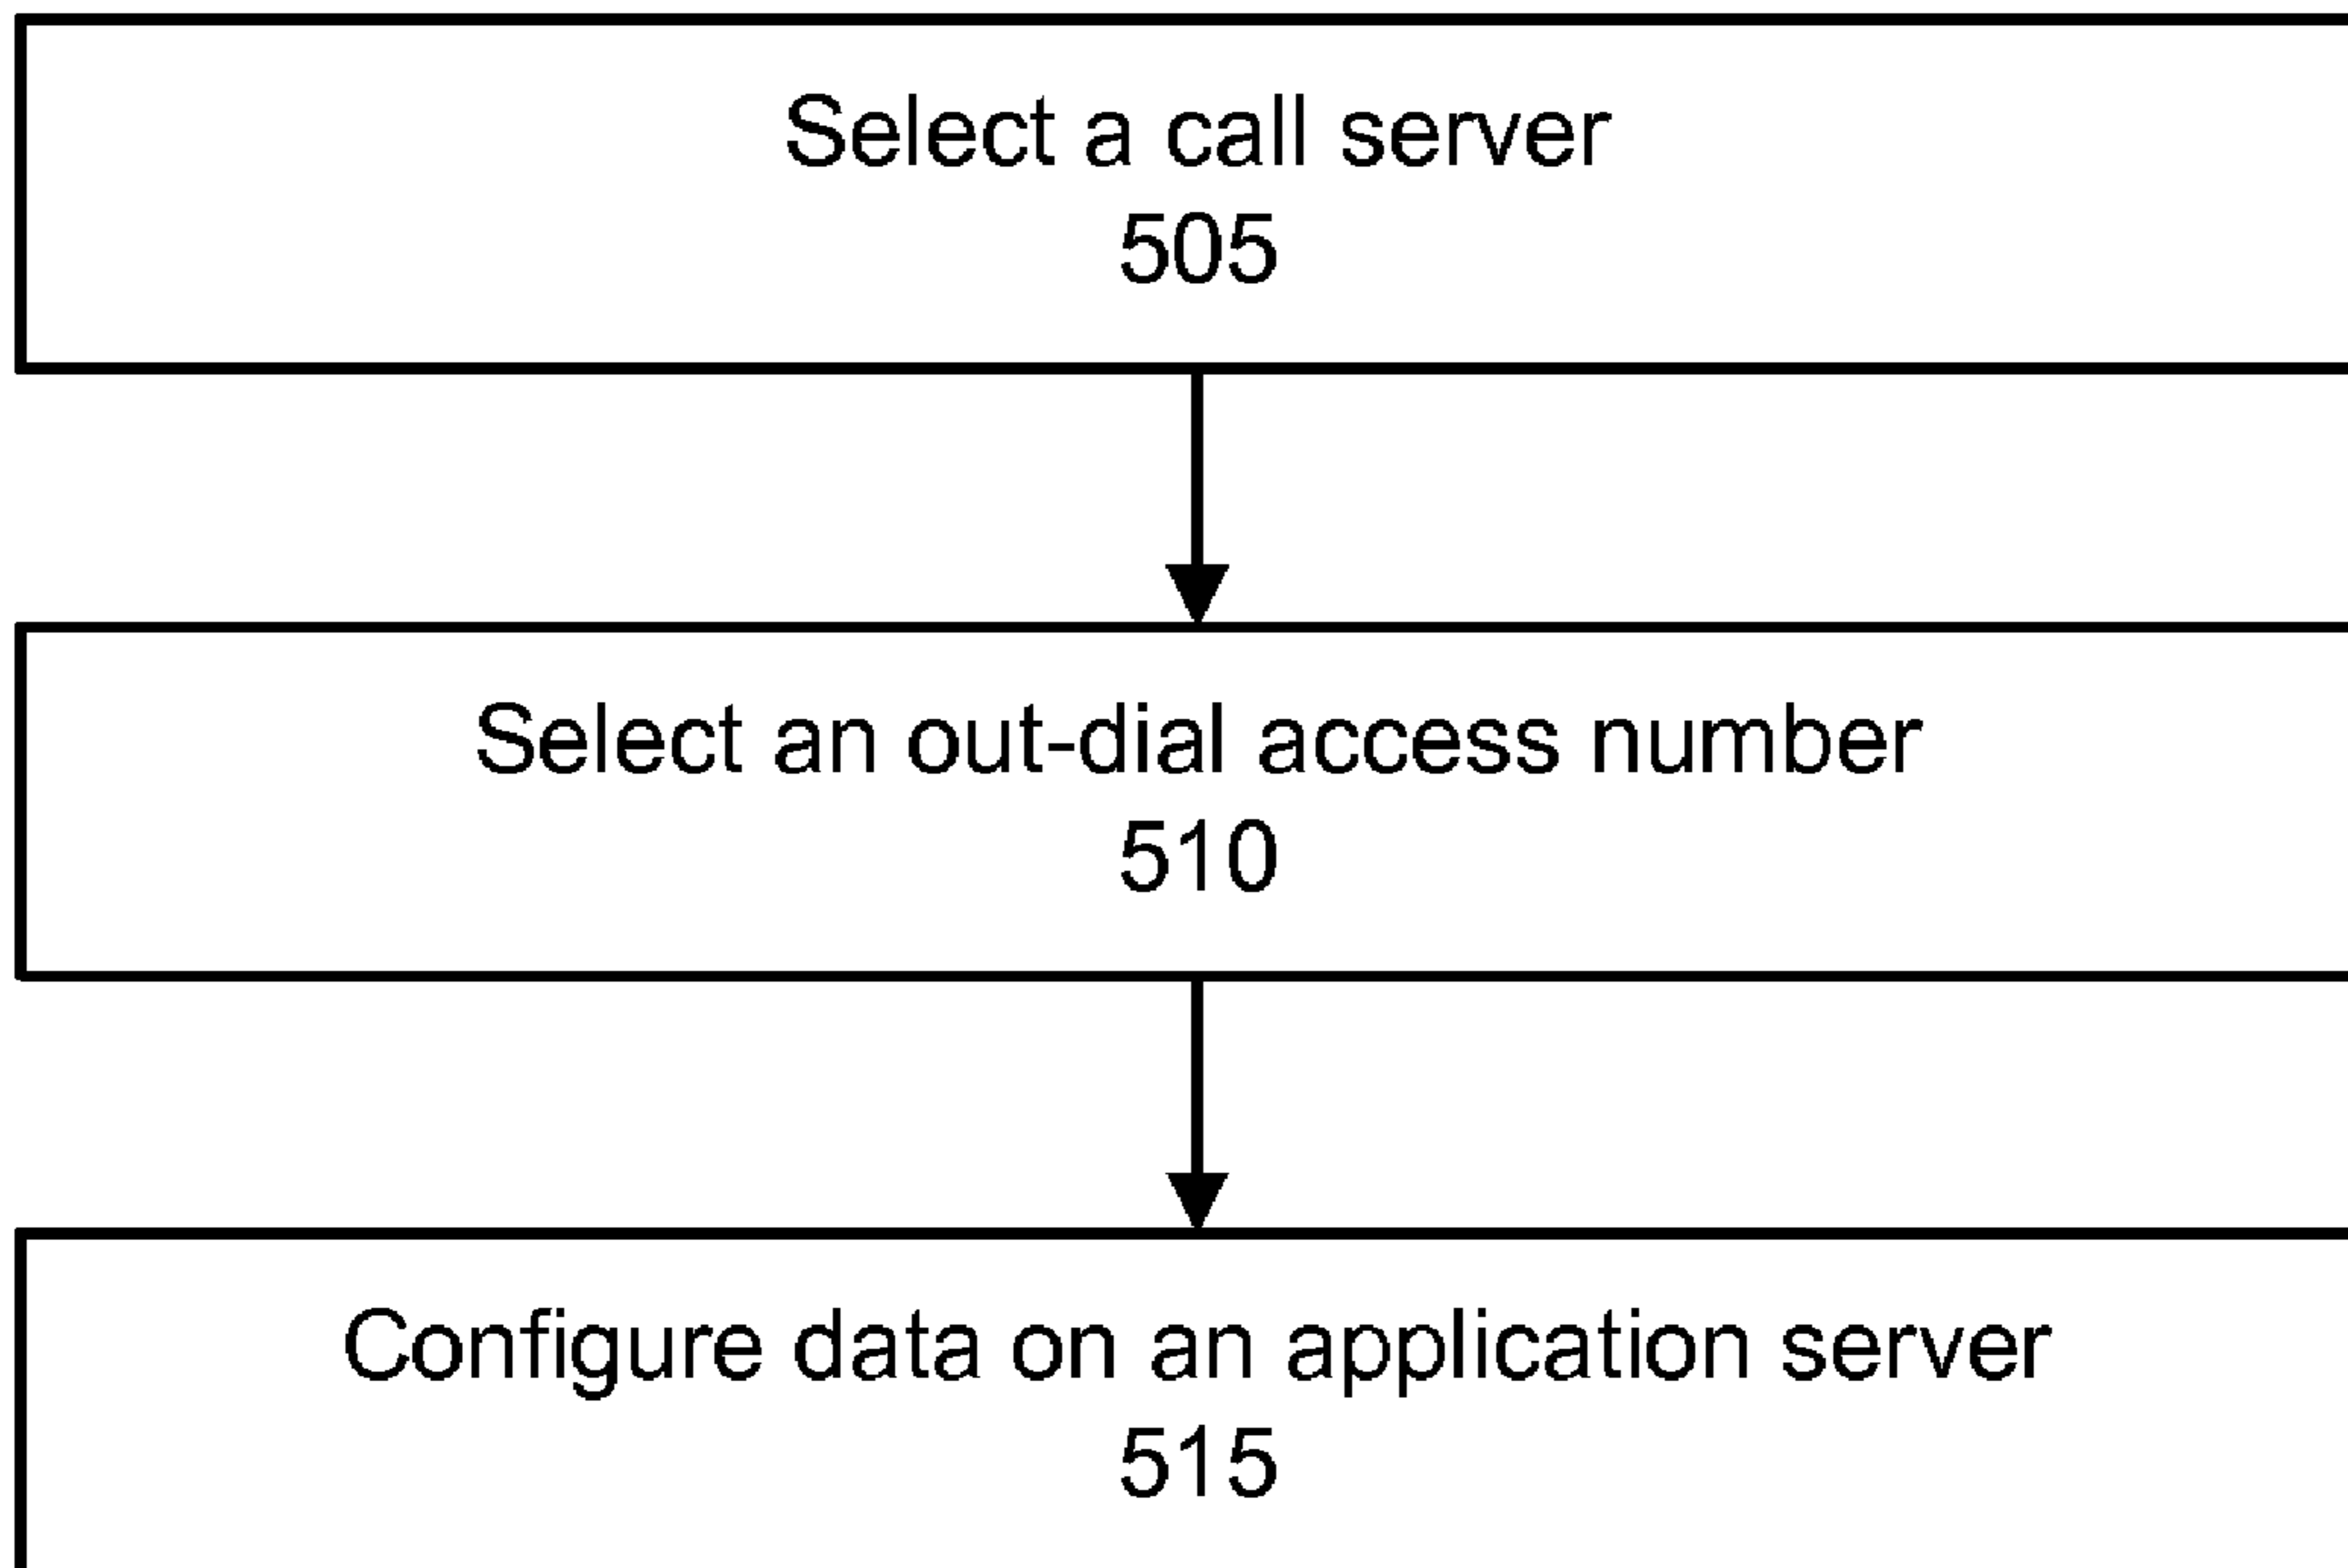 Select a call server
505
Select an out-dial access number
510
Configure data on an application server
515